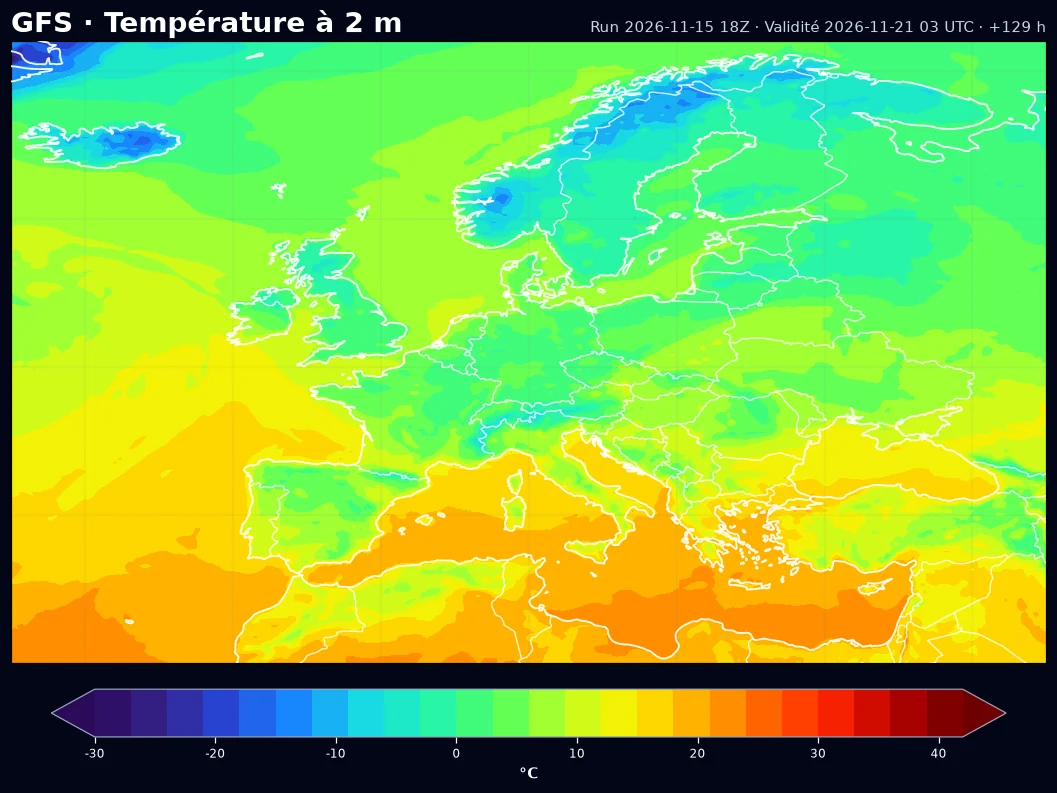 GFS · Température à 2 m
Run 2026-11-15 18Z · Validité 2026-11-21 03 UTC · +129 h
-30 -20 -10 0 10 20 30 40
°C